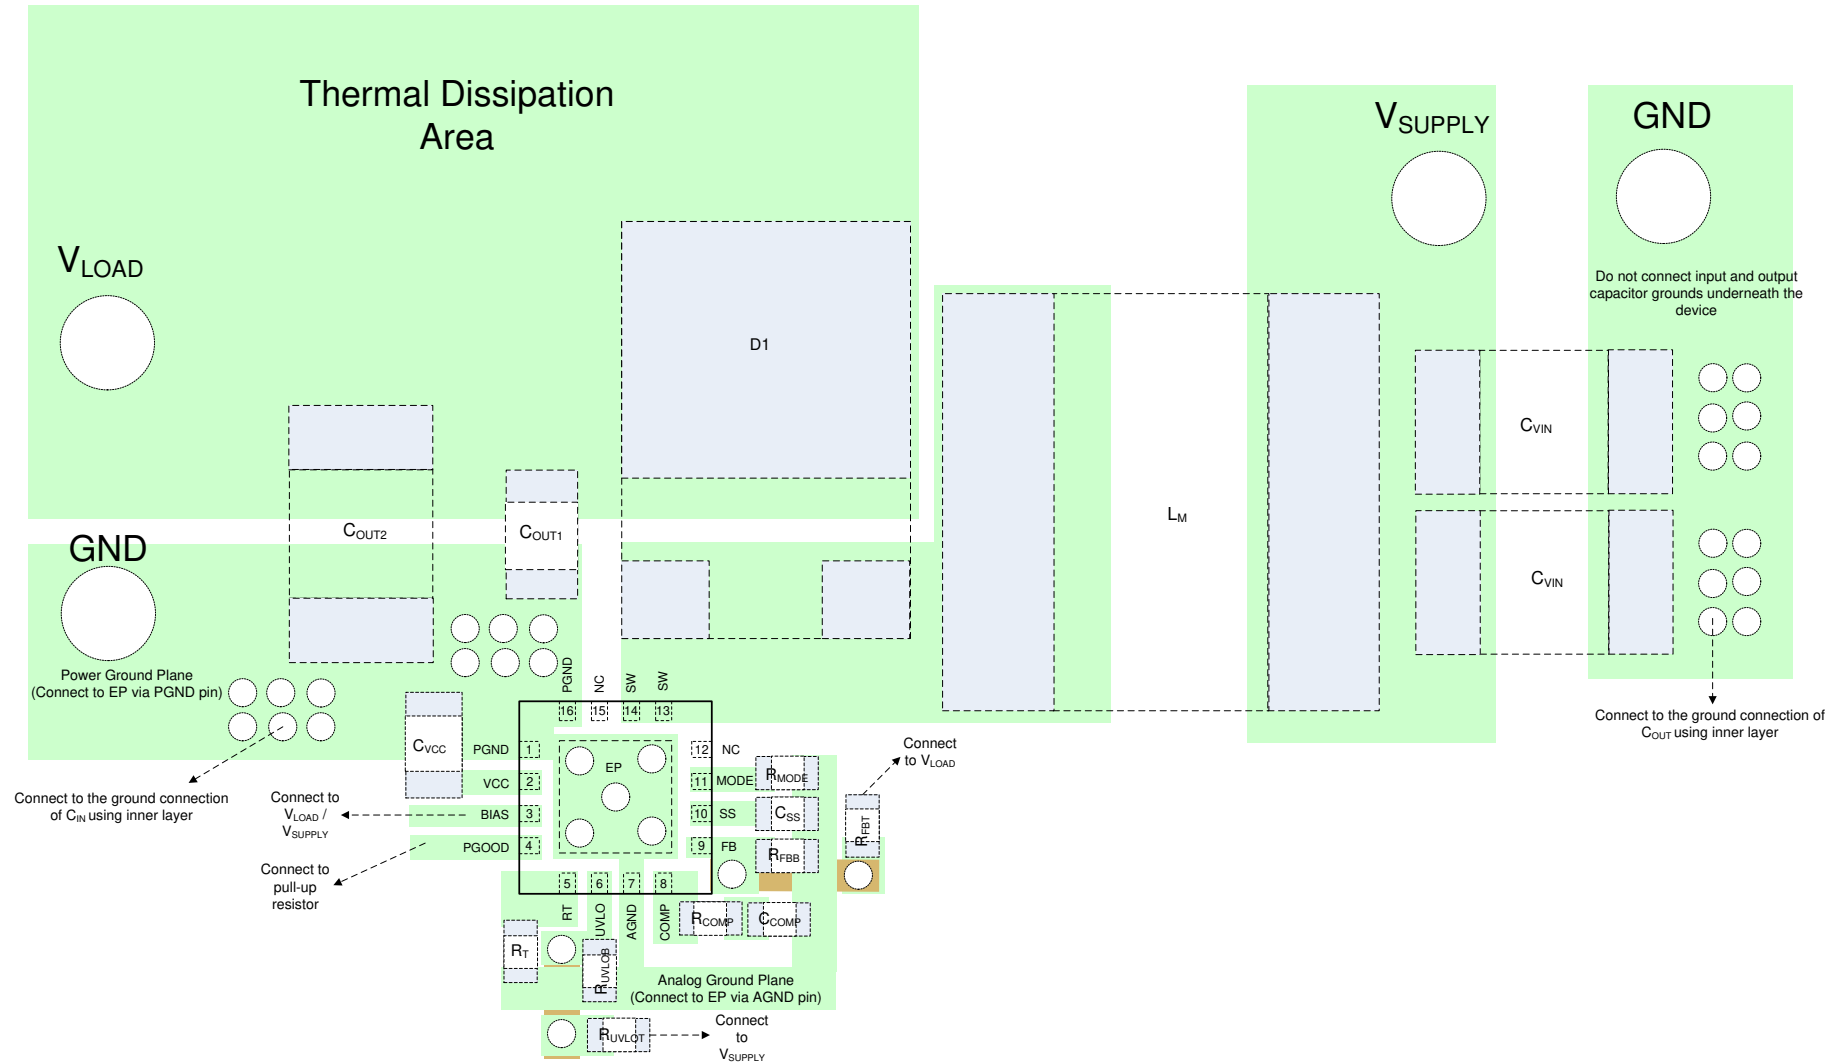 Thermal Dissipation
Area
VSUPPLY
GND
VLOAD
Do not connect input and output
capacitor grounds underneath the
device
D1
CVIN
LM
COUT2
COUT1
GND
CVIN
Power Ground Plane
(Connect to EP via PGND pin)
PGND
NC
SW
SW
16
15
14
13
Connect to the ground connection of
COUT using inner layer
CVCC
PGND
1
12
NC
Connect
to VLOAD
EP
VCC
2
11
MODE
RMODE
Connect to the ground connection
of CIN using inner layer
Connect to
VLOAD /
VSUPPLY
BIAS
3
10
SS
CSS
RFBT
PGOOD
4
9
FB
RFBB
Connect to
pull-up
resistor
5
6
7
8
RT
UVLO
AGND
COMP
RCOMP
CCOMP
RT
RUVLOB
Analog Ground Plane
(Connect to EP via AGND pin)
RUVLOT
Connect
to
VSUPPLY